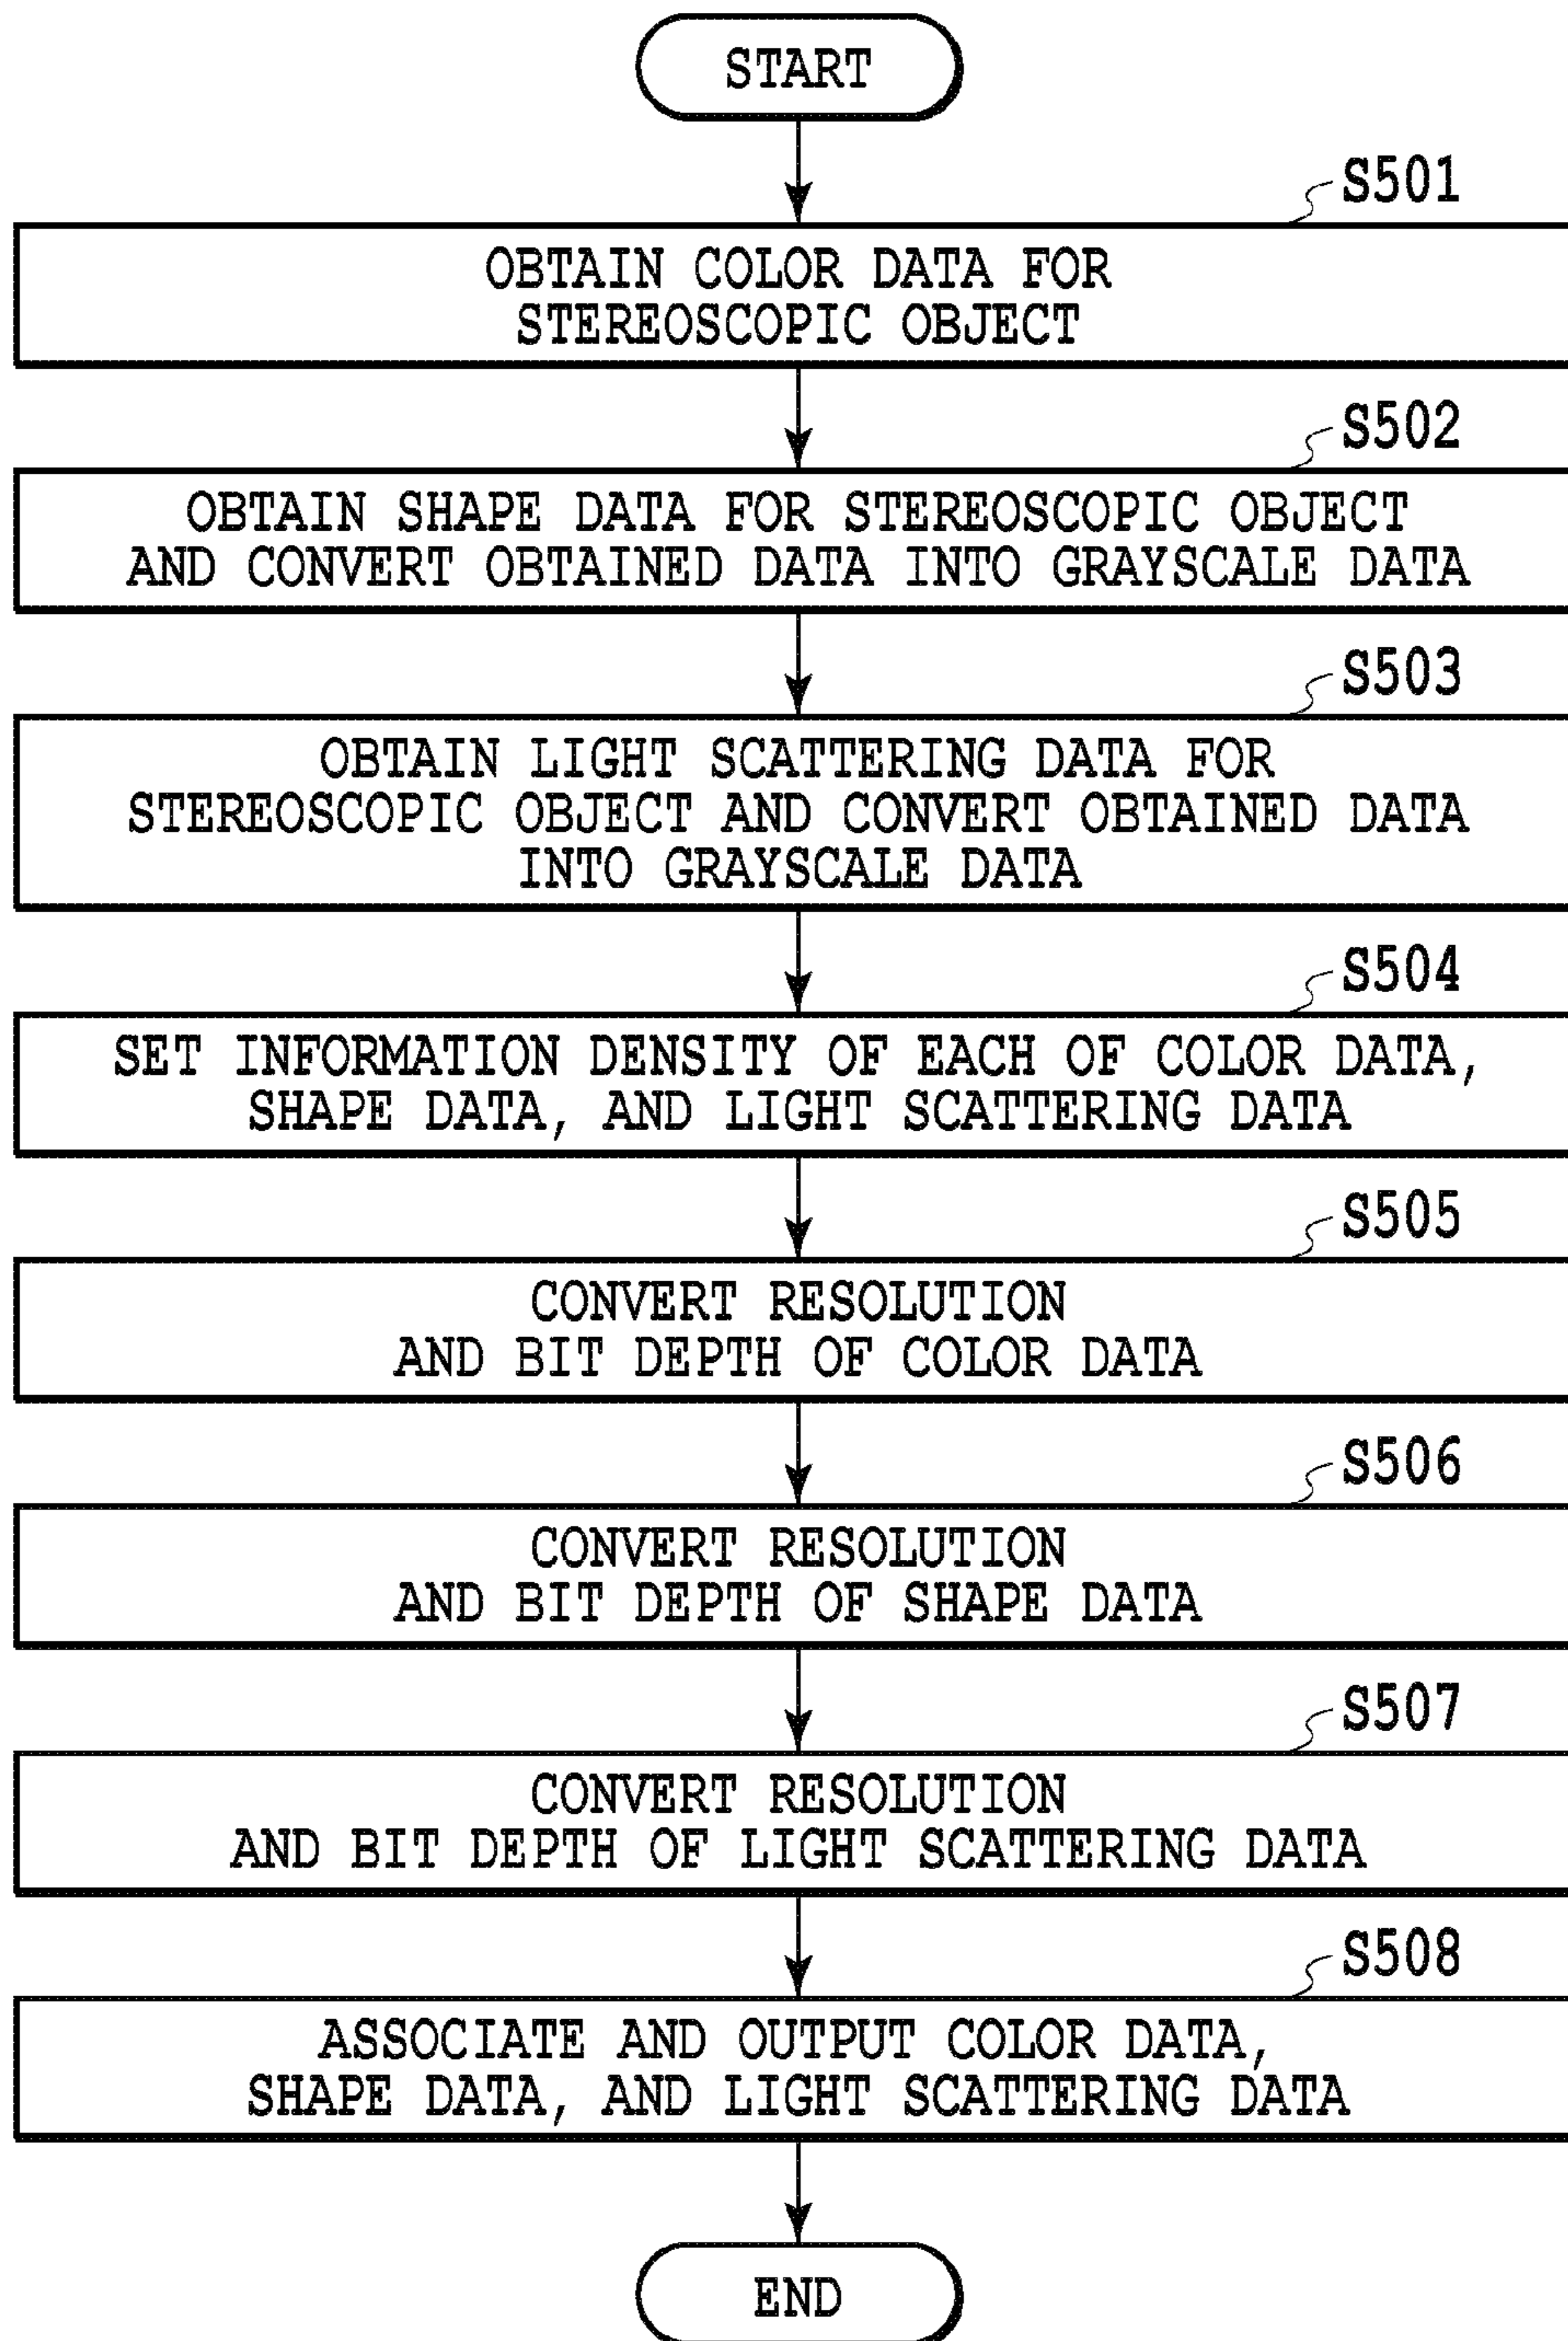 START
S501
OBTAIN COLOR DATA FOR
STEREOSCOPIC OBJECT
S502
OBTAIN SHAPE DATA FOR STEREOSCOPIC OBJECT
AND CONVERT OBTAINED DATA INTO GRAYSCALE DATA
S503
OBTAIN LIGHT SCATTERING DATA FOR
STEREOSCOPIC OBJECT AND CONVERT OBTAINED DATA
INTO GRAYSCALE DATA
S504
SET INFORMATION DENSITY OF EACH OF COLOR DATA,
SHAPE DATA, AND LIGHT SCATTERING DATA
S505
CONVERT RESOLUTION
AND BIT DEPTH OF COLOR DATA
S506
CONVERT RESOLUTION
AND BIT DEPTH OF SHAPE DATA
S507
CONVERT RESOLUTION
AND BIT DEPTH OF LIGHT SCATTERING DATA
S508
ASSOCIATE AND OUTPUT COLOR DATA,
SHAPE DATA, AND LIGHT SCATTERING DATA
END